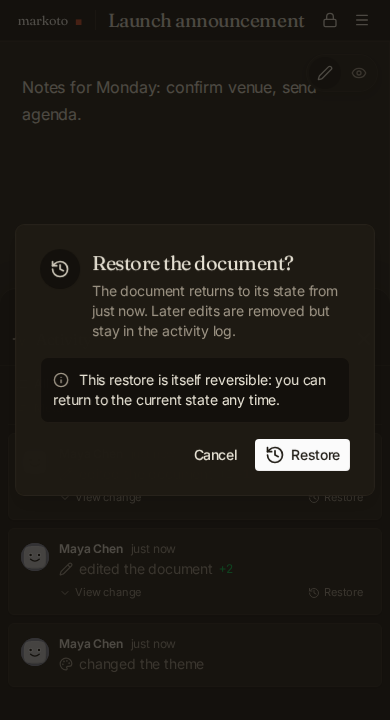 markoto
Launch announcement
Notes for Monday: confirm venue, send
agenda.
Restore the document?
The document returns to its state from
just now. Later edits are removed but
stay in the activity log.
This restore is itself reversible: you can
return to the current state any time.
Cancel
Restore
View change
Restore
Maya Chen just now
edited the document +2
View change
Restore
Maya Chen just now
changed the theme